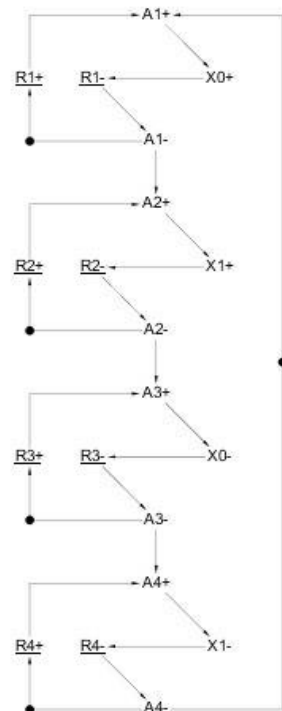 A1+
R1+ R1- X0+
A1-
A2+
R2+ R2- X1+
A2-
A3+
R3+ R3- X0-
A3-
A4+
R4+ R4- X1-
A4-